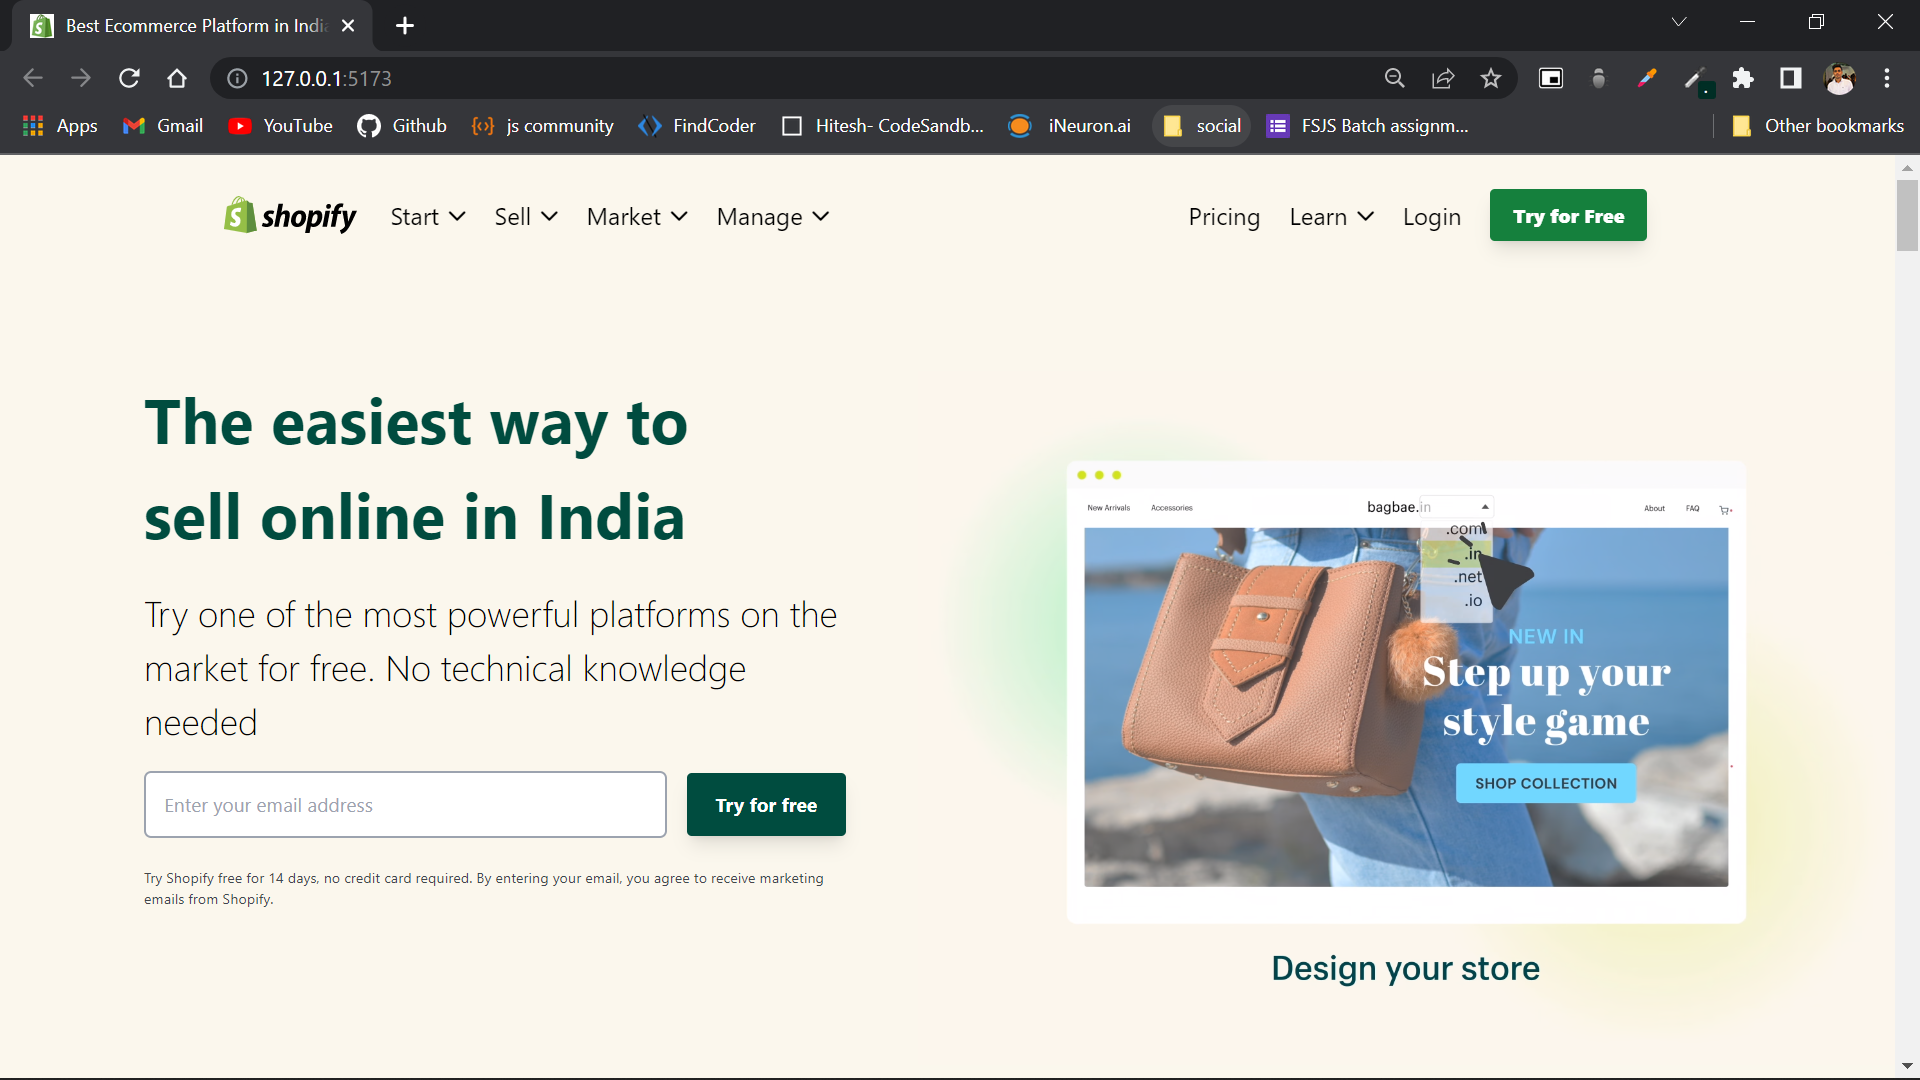 Best Ecommerce Platform in Indi
127.0.0.1:5173
Apps
Gmail
YouTube
Github
js community
FindCoder
Hitesh- CodeSandb...
iNeuron.ai
social
FSJS Batch assignm...
Other bookmarks
shopify
Start
Sell
Market
Manage
Pricing
Learn
Login
Try for Free
The easiest way to
sell online in India
Try one of the most powerful platforms on the
market for free. No technical knowledge
needed
Enter your email address
Try for free
Try Shopify free for 14 days, no credit card required. By entering your email, you agree to receive marketing
emails from Shopify.
New Arrivals
Accessories
bagbae.in
About
FAQ
.com
.in
.net
.io
NEW IN
Step up your
style game
SHOP COLLECTION
Design your store